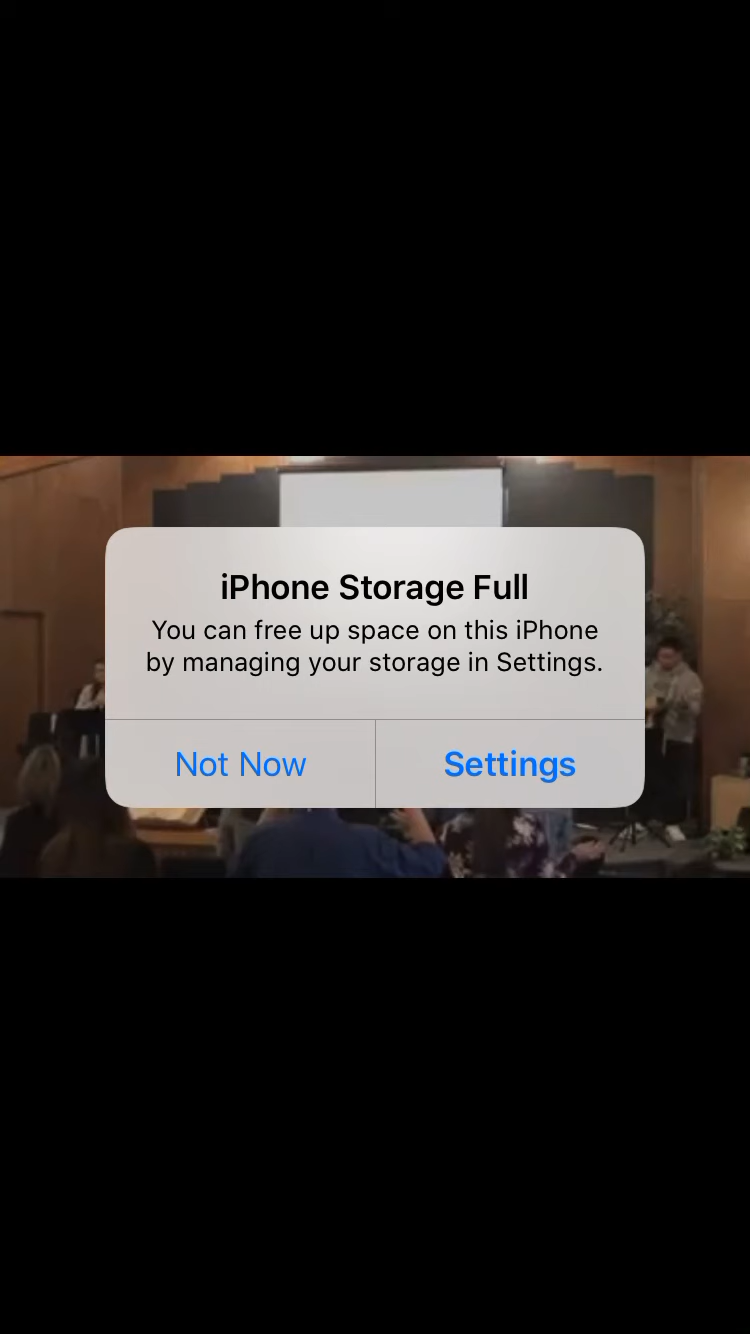 iPhone Storage Full
You can free up space on this iPhone
by managing your storage in Settings.
Not Now
Settings